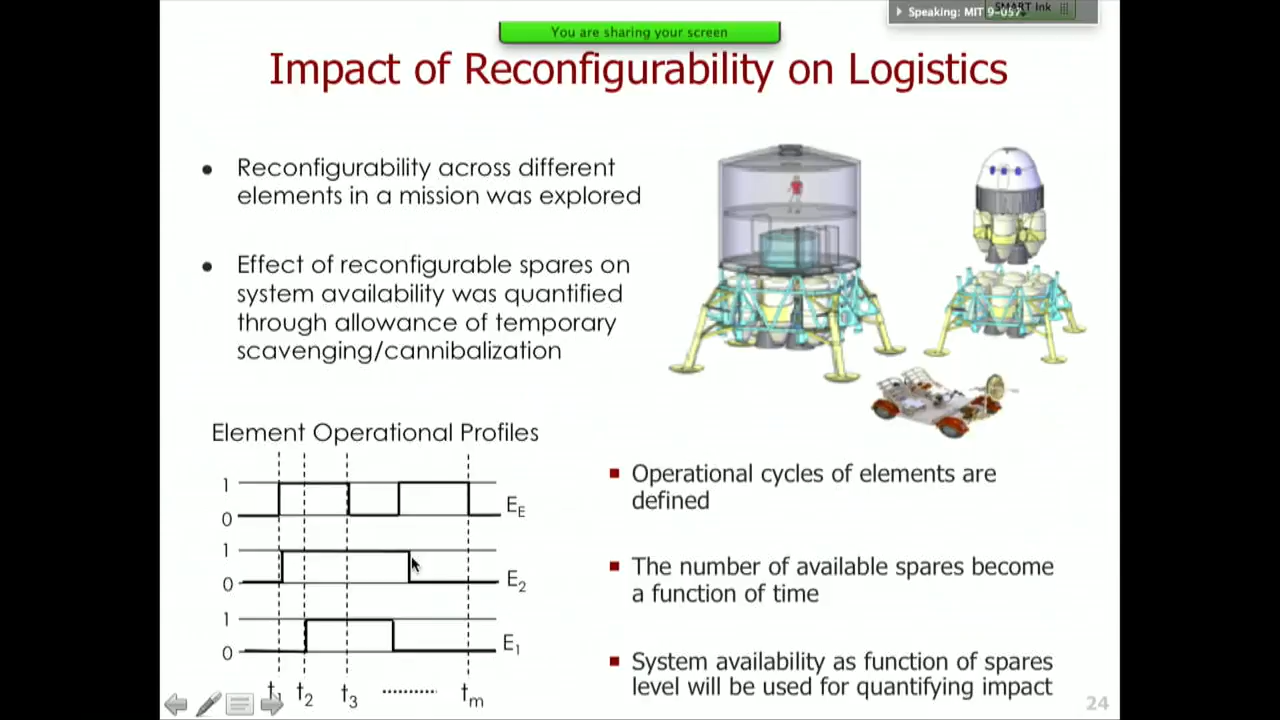 You are sharing your screen
Speaking: MIT 9-057
SMART Ink
Impact of Reconfigurability on Logistics
• Reconfigurability across different
elements in a mission was explored
• Effect of reconfigurable spares on
system availability was quantified
through allowance of temporary
scavenging/cannibalization
Element Operational Profiles
1
0
E_E
1
0
E_2
1
0
E_1
t_1 t_2 t_3 ........... t_m
▪ Operational cycles of elements are
defined
▪ The number of available spares become
a function of time
▪ System availability as function of spares
level will be used for quantifying impact
24